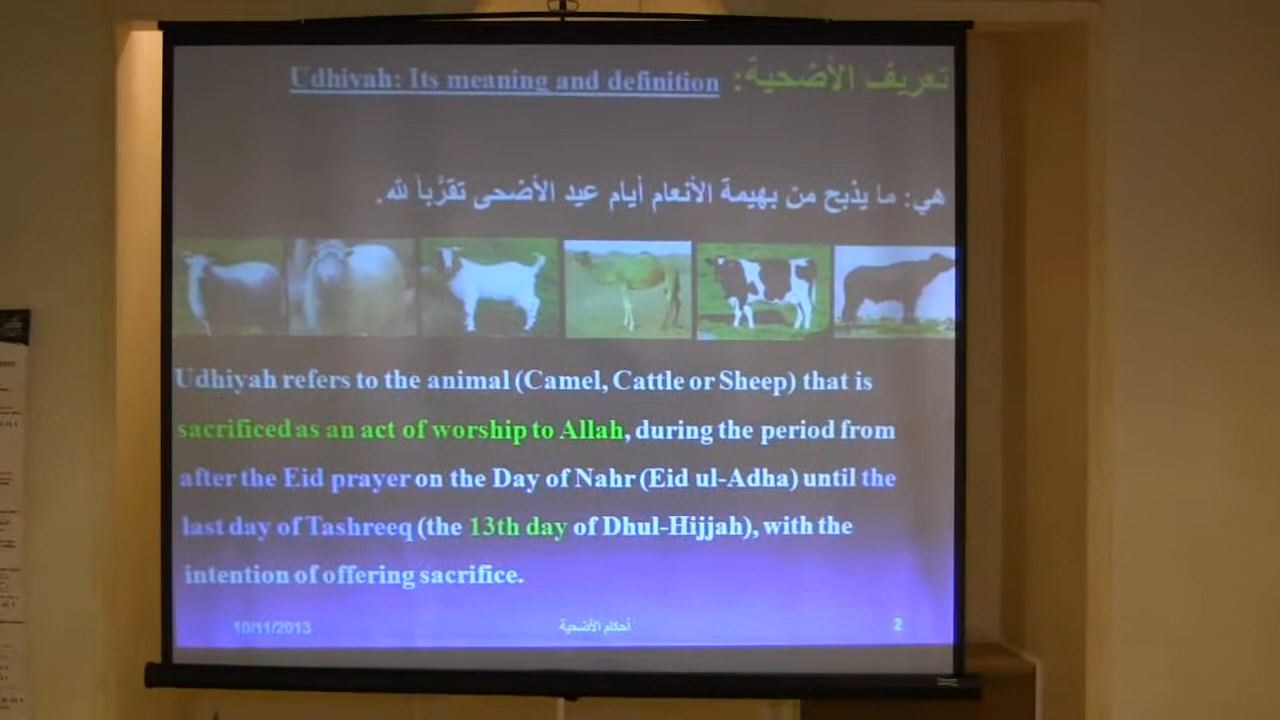 تعريف الأضحية: Udhiyah: Its meaning and definition
هي: ما يذبح من بهيمة الأنعام أيام عيد الأضحى تقرُّباً لله.
Udhiyah refers to the animal (Camel, Cattle or Sheep) that is
sacrificed as an act of worship to Allah, during the period from
after the Eid prayer on the Day of Nahr (Eid ul-Adha) until the
last day of Tashreeq (the 13th day of Dhul-Hijjah), with the
intention of offering sacrifice.
10/11/2013 أحكام الأضحية 2